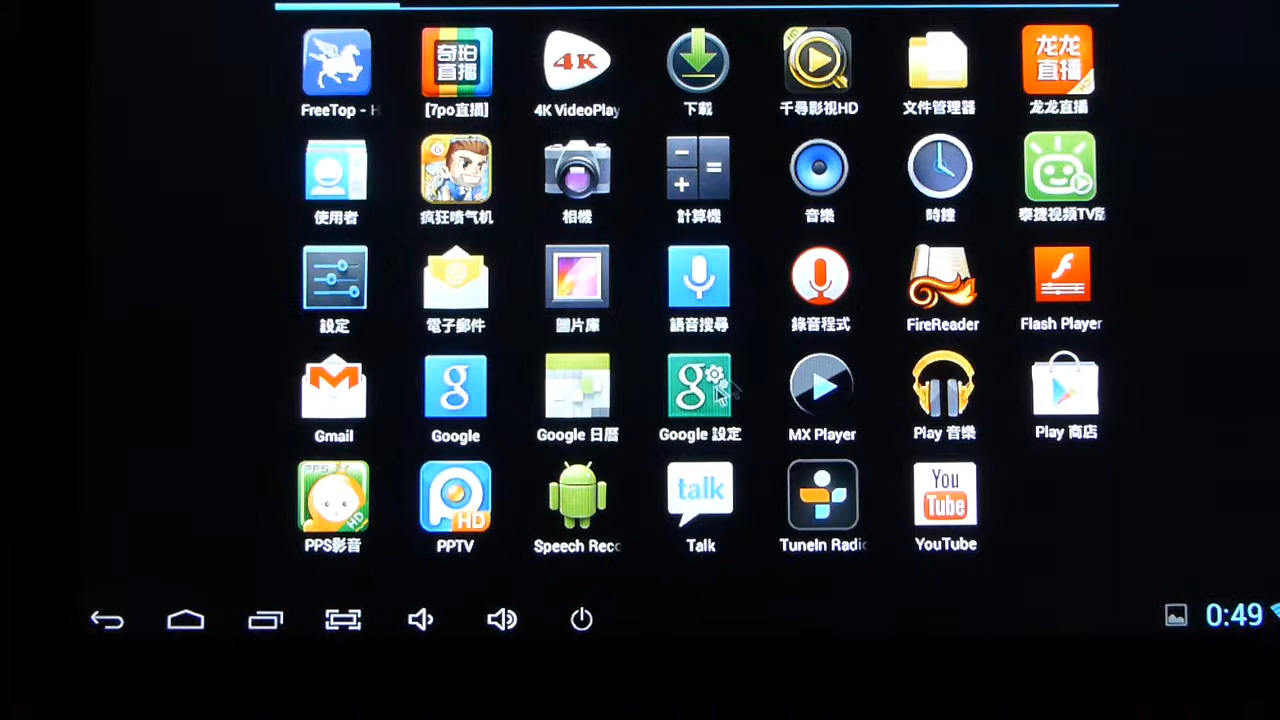 奇珀
直播
4K
HD
龙龙
直播
HD
FreeTop - H
[7po直播]
4K VideoPlay
下載
千尋影視HD
文件管理器
龙龙直播
使用者
疯狂喷气机
相機
計算機
音樂
時鐘
泰捷视频TV版
設定
電子郵件
圖片庫
語音搜尋
錄音程式
FireReader
Flash Player
g
g
Gmail
Google
Google 日曆
Google 設定
MX Player
Play 音樂
Play 商店
PPS
HD
HD
talk
You
Tube
PPS影音
PPTV
Speech Reco
Talk
TuneIn Radio
YouTube
0:49